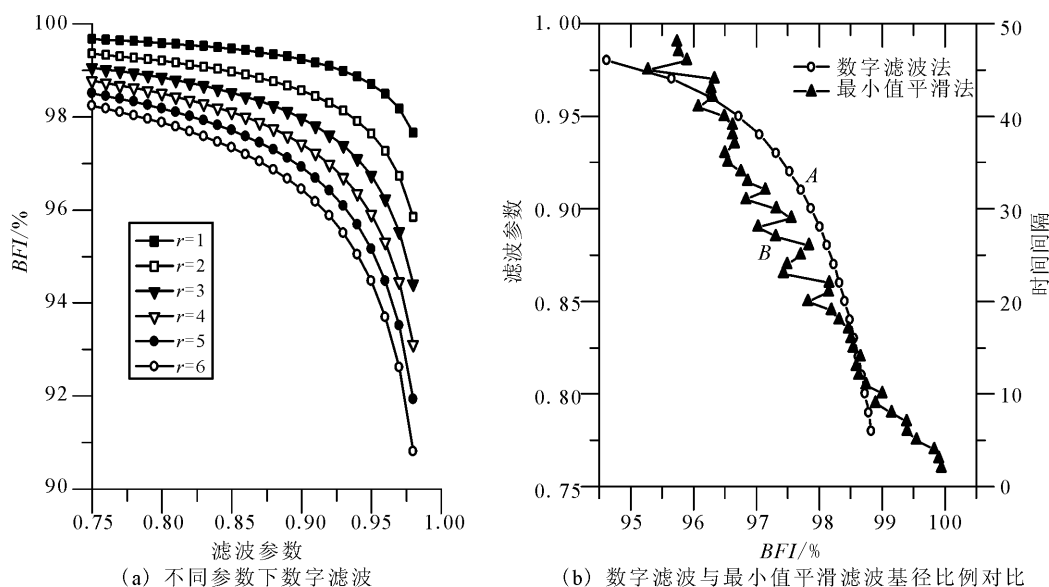 100
98
96
94
92
90
BFI/%
r=1
r=2
r=3
r=4
r=5
r=6
0.75 0.80 0.85 0.90 0.95 1.00
滤波参数
(a) 不同参数下数字滤波
1.00
0.95
0.90
0.85
0.80
0.75
滤波参数
数字滤波法
最小值平滑法
A
B
50
40
30
20
10
0
时间间隔
95 96 97 98 99 100
BFI/%
(b) 数字滤波与最小值平滑滤波基径比例对比